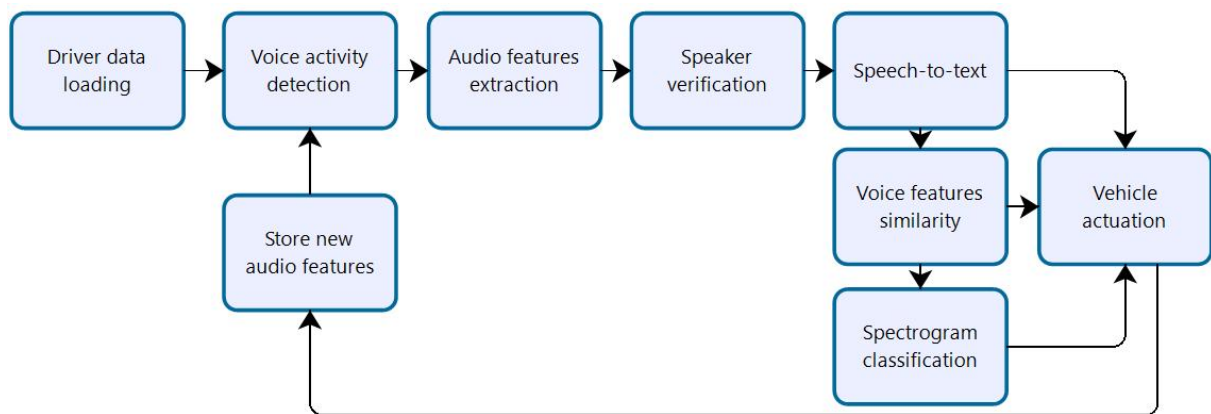 Driver data
loading
Voice activity
detection
Audio features
extraction
Speaker
verification
Speech-to-text
Voice features
similarity
Vehicle
actuation
Store new
audio features
Spectrogram
classification